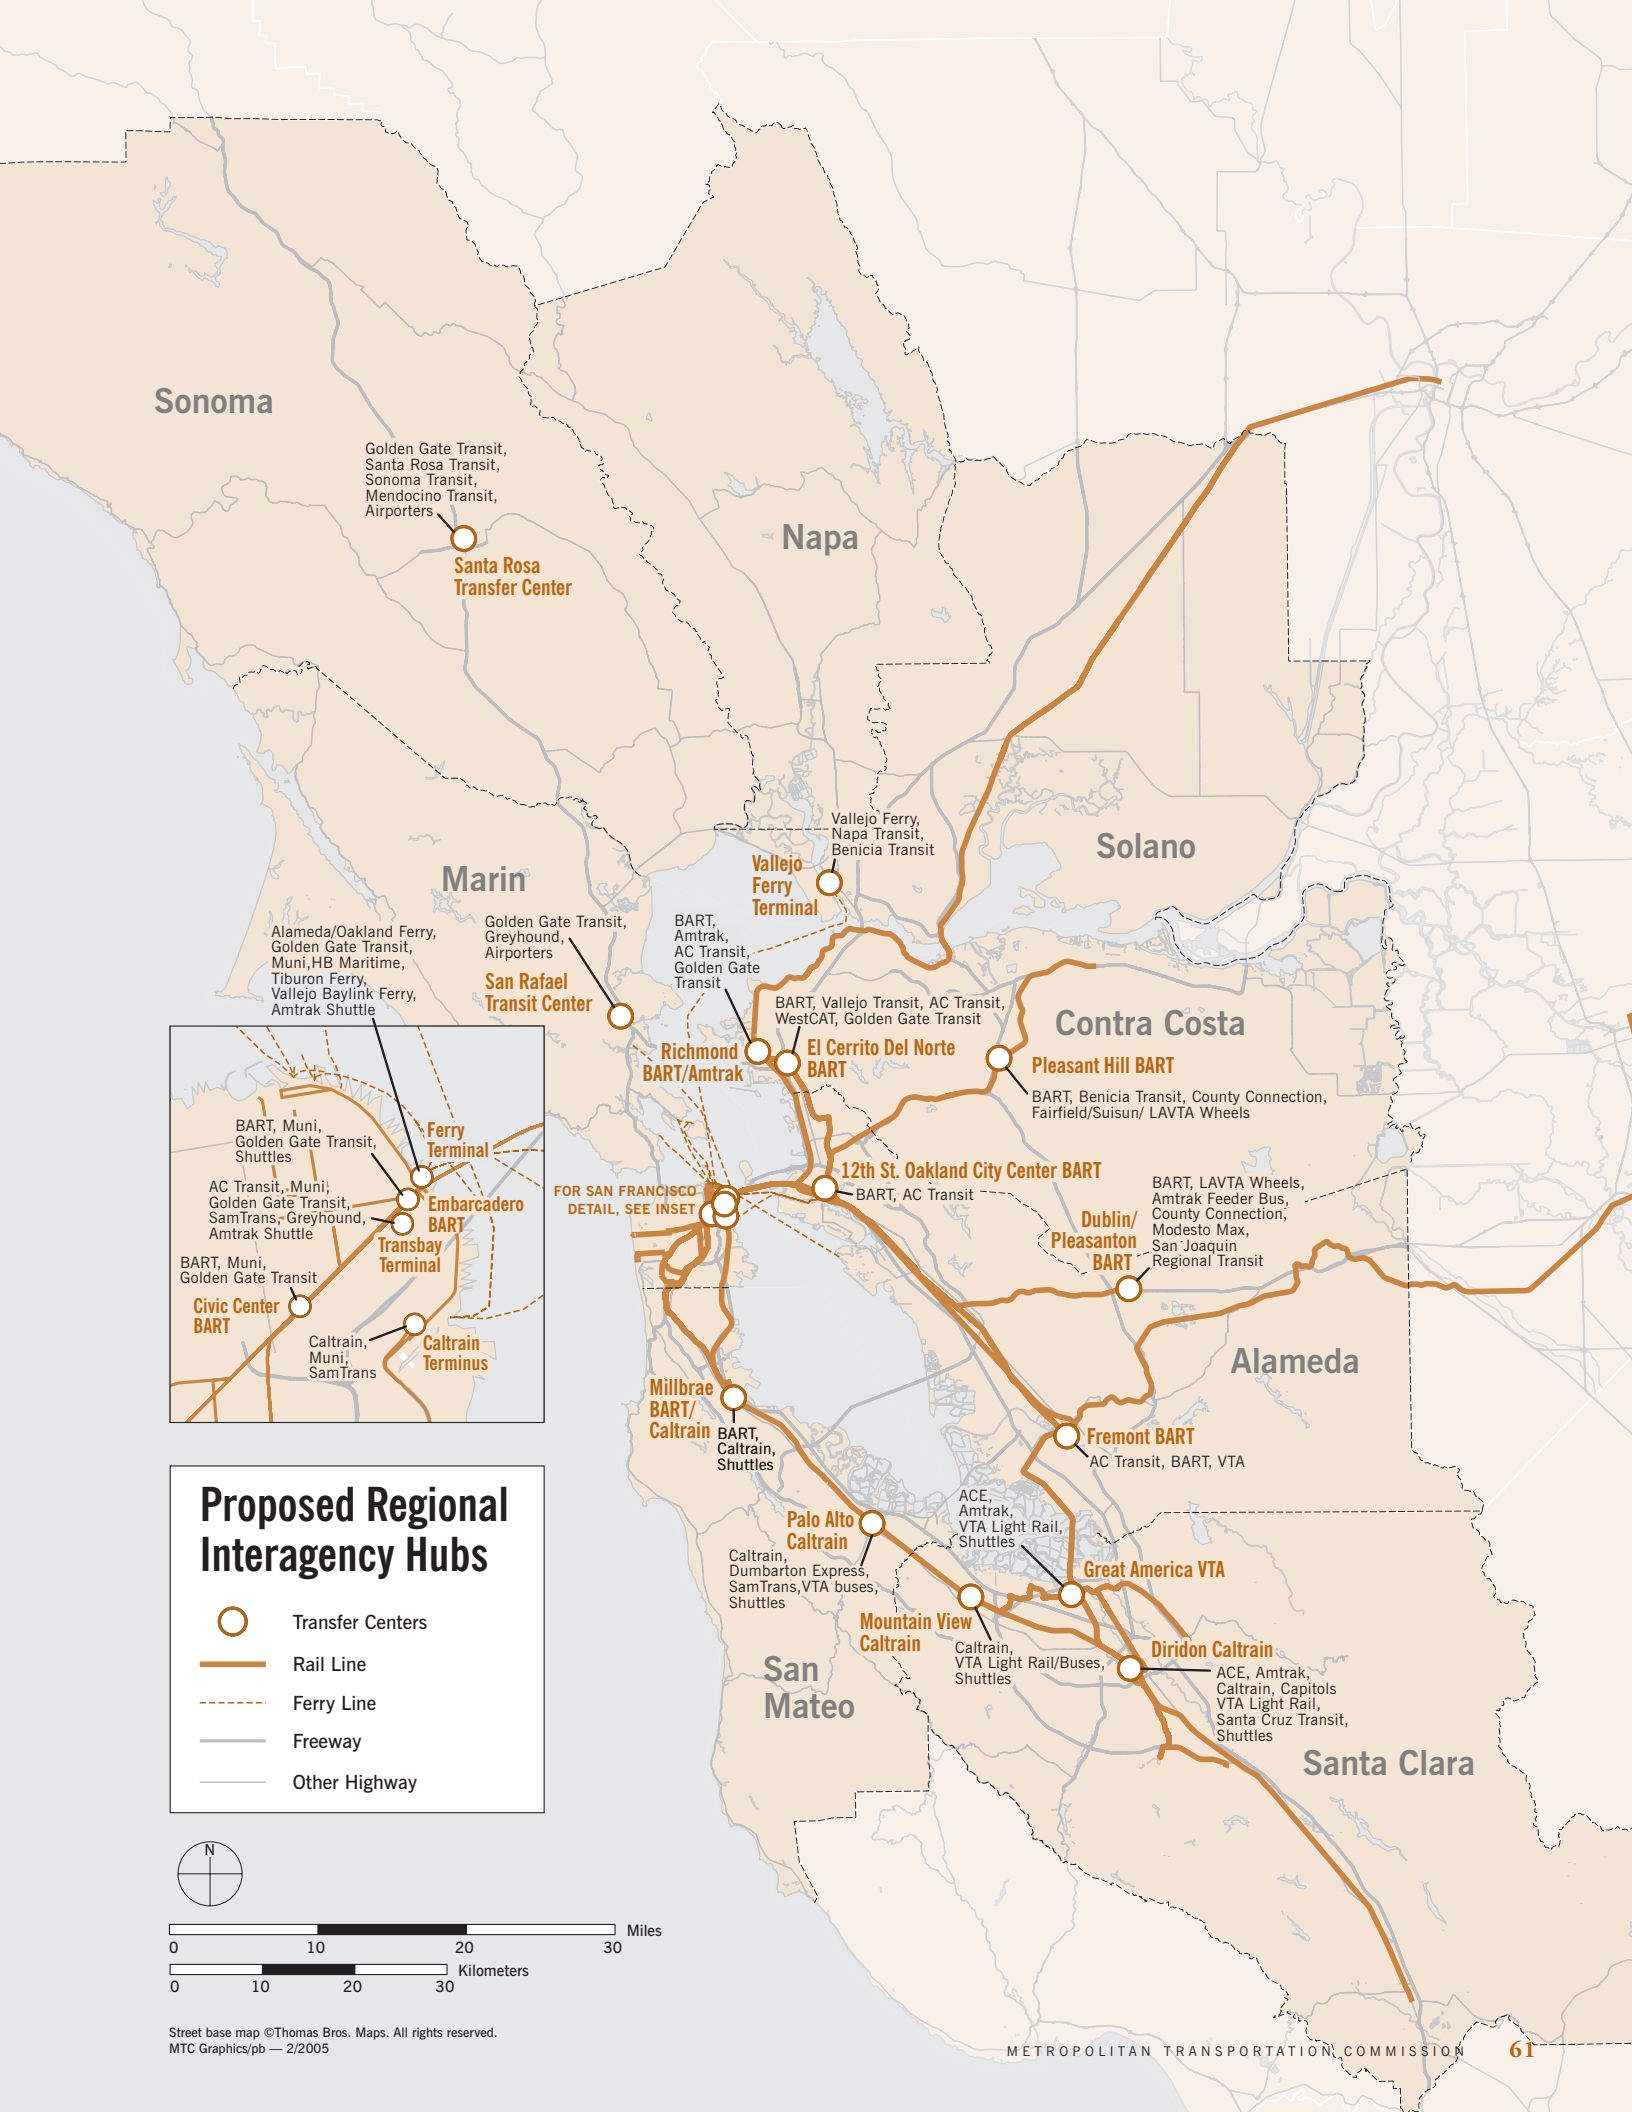 Sonoma
Golden Gate Transit,
Santa Rosa Transit,
Sonoma Transit,
Mendocino Transit,
Airporters
Santa Rosa
Transfer Center
Napa
Solano
Vallejo Ferry,
Napa Transit,
Benicia Transit
Vallejo
Ferry
Terminal
Marin
Golden Gate Transit,
Greyhound,
Airporters
San Rafael
Transit Center
BART,
Amtrak,
AC Transit,
Golden Gate
Transit
Richmond
BART/Amtrak
BART, Vallejo Transit, AC Transit,
WestCAT, Golden Gate Transit
El Cerrito Del Norte
BART
Contra Costa
Pleasant Hill BART
BART, Benicia Transit, County Connection,
Fairfield/Suisun/ LAVTA Wheels
Alameda/Oakland Ferry,
Golden Gate Transit,
Muni,HB Maritime,
Tiburon Ferry,
Vallejo Baylink Ferry,
Amtrak Shuttle
BART, Muni,
Golden Gate Transit,
Shuttles
Ferry
Terminal
AC Transit, Muni,
Golden Gate Transit,
SamTrans, Greyhound,
Amtrak Shuttle
Embarcadero
BART
Transbay
Terminal
BART, Muni,
Golden Gate Transit
Civic Center
BART
Caltrain,
Muni,
SamTrans
Caltrain
Terminus
FOR SAN FRANCISCO
DETAIL, SEE INSET
12th St. Oakland City Center BART
BART, AC Transit
BART, LAVTA Wheels,
Amtrak Feeder Bus,
County Connection,
Modesto Max,
San Joaquin
Regional Transit
Dublin/
Pleasanton
BART
Alameda
Millbrae
BART/
Caltrain
BART,
Caltrain,
Shuttles
Fremont BART
AC Transit, BART, VTA
Palo Alto
Caltrain
Caltrain,
Dumbarton Express,
SamTrans,VTA buses,
Shuttles
ACE,
Amtrak,
VTA Light Rail,
Shuttles
Great America VTA
Mountain View
Caltrain
Caltrain,
VTA Light Rail/Buses,
Shuttles
Diridon Caltrain
ACE, Amtrak,
Caltrain, Capitols
VTA Light Rail,
Santa Cruz Transit,
Shuttles
San
Mateo
Santa Clara
Proposed Regional
Interagency Hubs
Transfer Centers
Rail Line
Ferry Line
Freeway
Other Highway
N
Miles
0 10 20 30
Kilometers
0 10 20 30
Street base map ©Thomas Bros. Maps. All rights reserved.
MTC Graphics/pb — 2/2005
METROPOLITAN TRANSPORTATION COMMISSION 61